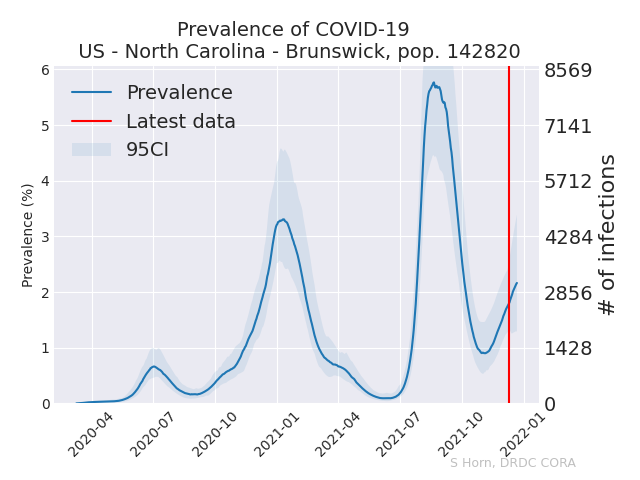 Prevalence of COVID-19
US - North Carolina - Brunswick, pop. 142820
Prevalence
Latest data
95CI
Prevalence (%)
6
5
4
3
2
1
0
8569
7141
5712
4284
2856
1428
0
# of infections
2020-04
2020-07
2020-10
2021-01
2021-04
2021-07
2021-10
2022-01
S Horn, DRDC CORA